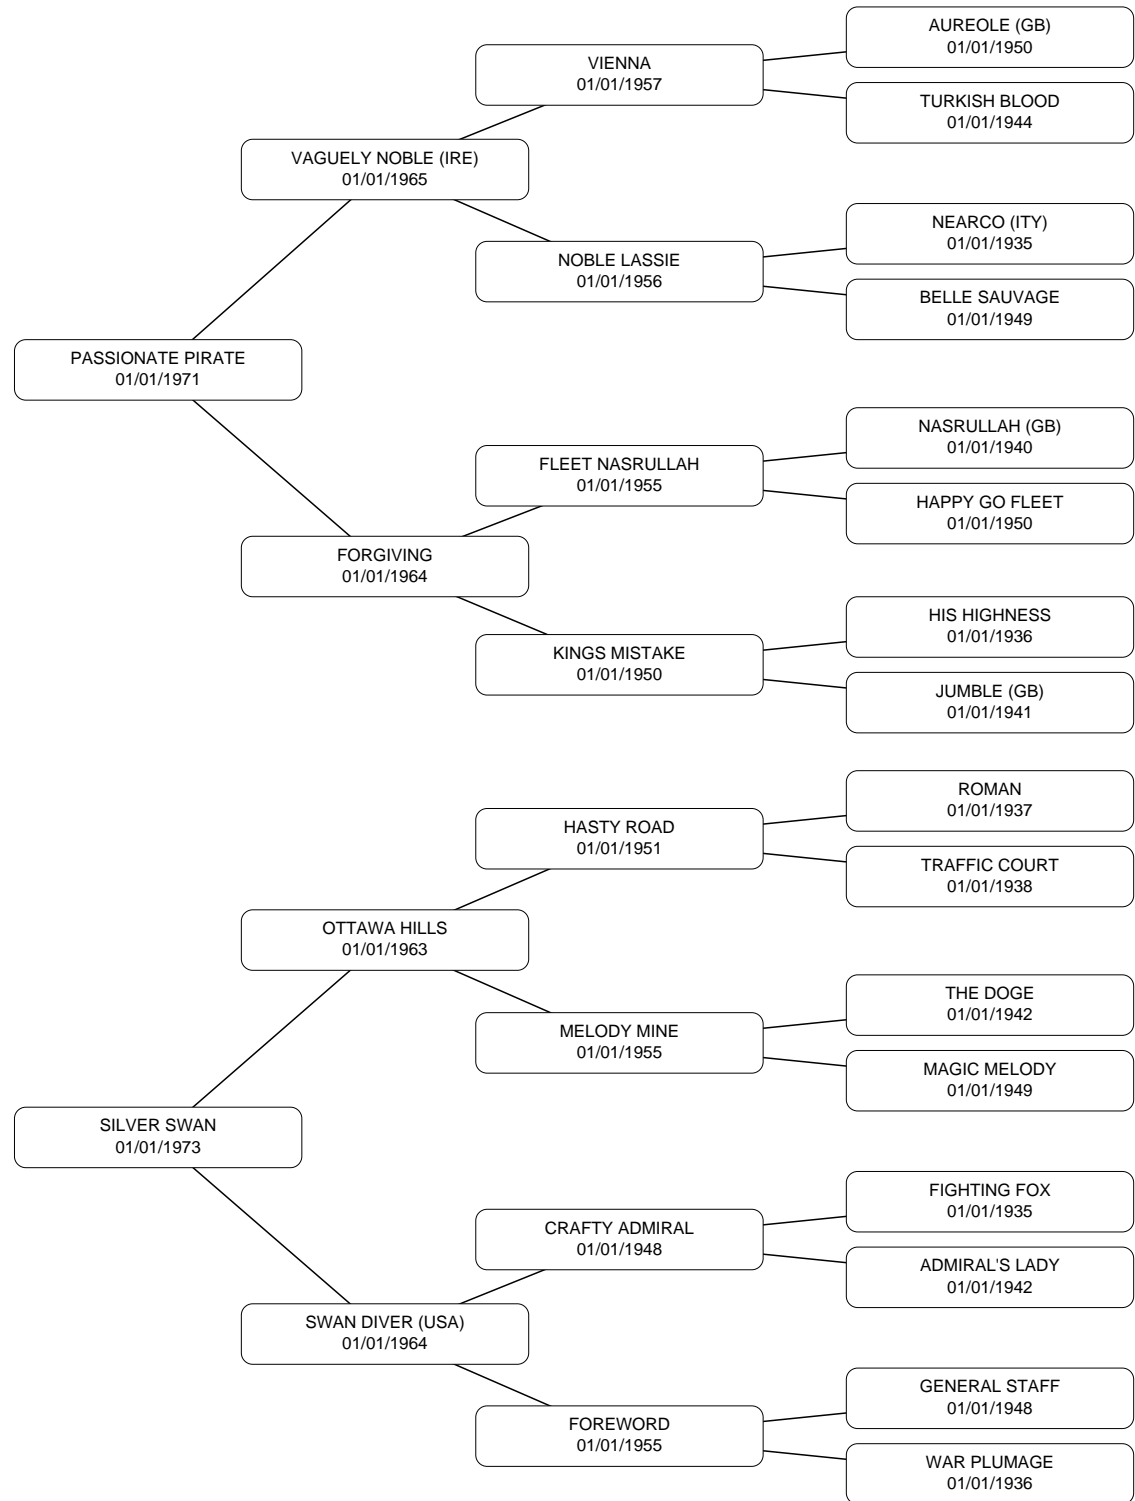 AUREOLE (GB)
01/01/1950
VIENNA
01/01/1957
TURKISH BLOOD
01/01/1944
VAGUELY NOBLE (IRE)
01/01/1965
NEARCO (ITY)
01/01/1935
NOBLE LASSIE
01/01/1956
BELLE SAUVAGE
01/01/1949
PASSIONATE PIRATE
01/01/1971
NASRULLAH (GB)
01/01/1940
FLEET NASRULLAH
01/01/1955
HAPPY GO FLEET
01/01/1950
FORGIVING
01/01/1964
HIS HIGHNESS
01/01/1936
KINGS MISTAKE
01/01/1950
JUMBLE (GB)
01/01/1941
ROMAN
01/01/1937
HASTY ROAD
01/01/1951
TRAFFIC COURT
01/01/1938
OTTAWA HILLS
01/01/1963
THE DOGE
01/01/1942
MELODY MINE
01/01/1955
MAGIC MELODY
01/01/1949
SILVER SWAN
01/01/1973
FIGHTING FOX
01/01/1935
CRAFTY ADMIRAL
01/01/1948
ADMIRAL'S LADY
01/01/1942
SWAN DIVER (USA)
01/01/1964
GENERAL STAFF
01/01/1948
FOREWORD
01/01/1955
WAR PLUMAGE
01/01/1936